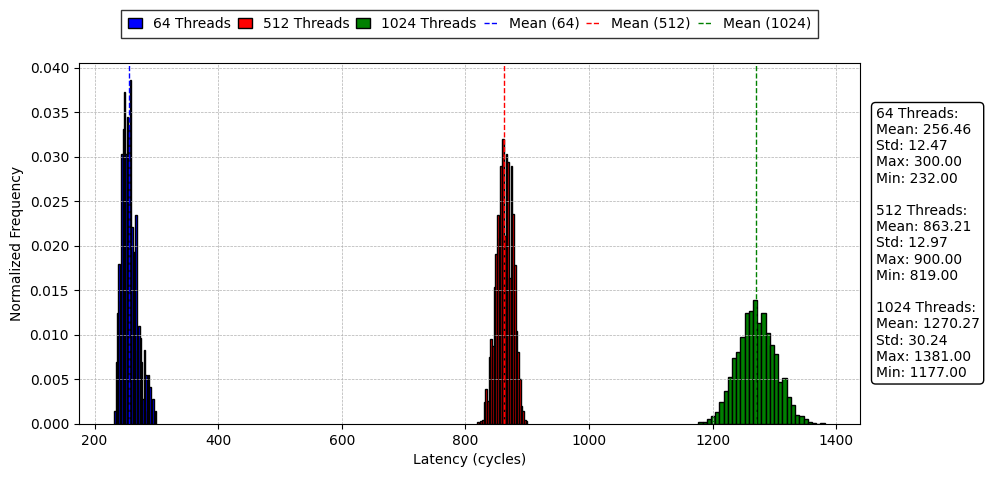 64 Threads 512 Threads 1024 Threads Mean (64) Mean (512) Mean (1024)
0.040
0.035
0.030
0.025
0.020
0.015
0.010
0.005
0.000
Normalized Frequency
200 400 600 800 1000 1200 1400
Latency (cycles)
64 Threads:
Mean: 256.46
Std: 12.47
Max: 300.00
Min: 232.00
512 Threads:
Mean: 863.21
Std: 12.97
Max: 900.00
Min: 819.00
1024 Threads:
Mean: 1270.27
Std: 30.24
Max: 1381.00
Min: 1177.00